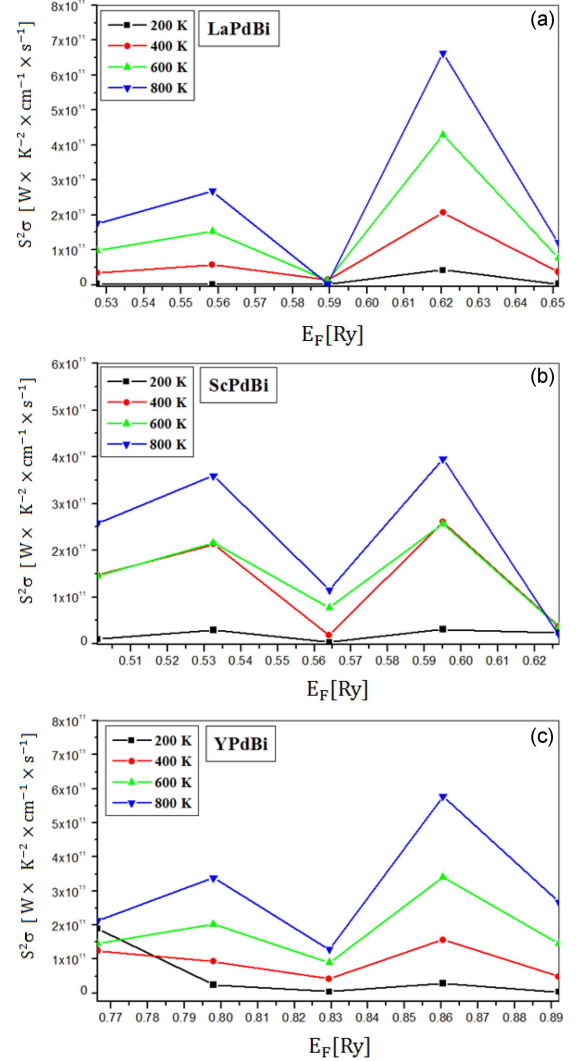 (a)
LaPdBi
200 K
400 K
600 K
800 K
8x10¹¹
7x10¹¹
6x10¹¹
5x10¹¹
4x10¹¹
3x10¹¹
2x10¹¹
1x10¹¹
0
S²σ [ W × K⁻² × cm⁻¹ × s⁻¹]
0.53 0.54 0.55 0.56 0.57 0.58 0.59 0.60 0.61 0.62 0.63 0.64 0.65
E_F[Ry]
(b)
ScPdBi
200 K
400 K
600 K
800 K
6x10¹¹
5x10¹¹
4x10¹¹
3x10¹¹
2x10¹¹
1x10¹¹
0
S²σ [ W × K⁻² × cm⁻¹ × s⁻¹]
0.51 0.52 0.53 0.54 0.55 0.56 0.57 0.58 0.59 0.60 0.61 0.62
E_F[Ry]
(c)
YPdBi
200 K
400 K
600 K
800 K
8x10¹¹
7x10¹¹
6x10¹¹
5x10¹¹
4x10¹¹
3x10¹¹
2x10¹¹
1x10¹¹
0
S²σ [ W × K⁻² × cm⁻¹ × s⁻¹]
0.77 0.78 0.79 0.80 0.81 0.82 0.83 0.84 0.85 0.86 0.87 0.88 0.89
E_F[Ry]